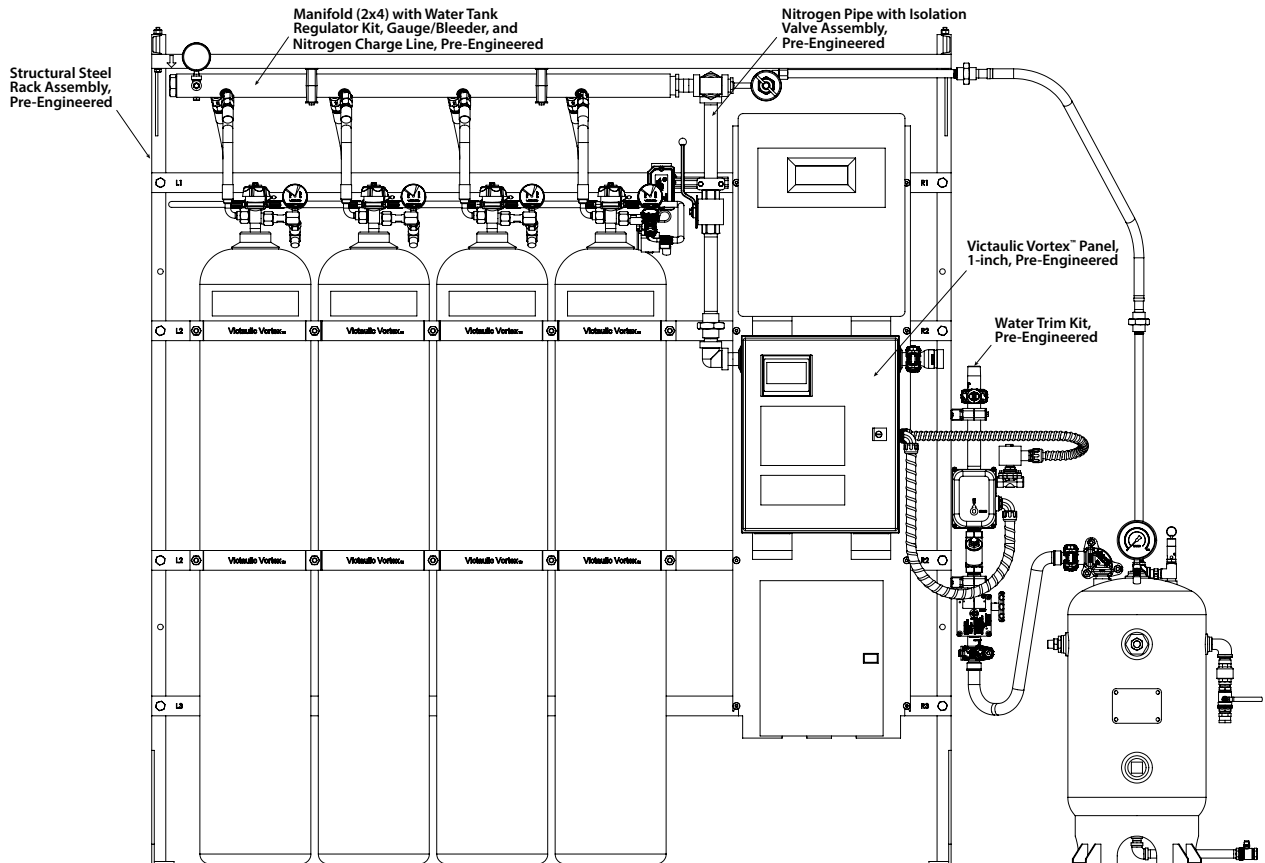 Manifold (2x4) with Water Tank
Regulator Kit, Gauge/Bleeder, and
Nitrogen Charge Line, Pre-Engineered
Nitrogen Pipe with Isolation
Valve Assembly,
Pre-Engineered
Structural Steel
Rack Assembly,
Pre-Engineered
L1
R1
Victaulic Vortex™ Panel,
1-inch, Pre-Engineered
Water Trim Kit,
Pre-Engineered
L2 Victaulic Vortex Victaulic Vortex Victaulic Vortex Victaulic Vortex R2
L2 Victaulic Vortex Victaulic Vortex Victaulic Vortex Victaulic Vortex R2
L3
R3